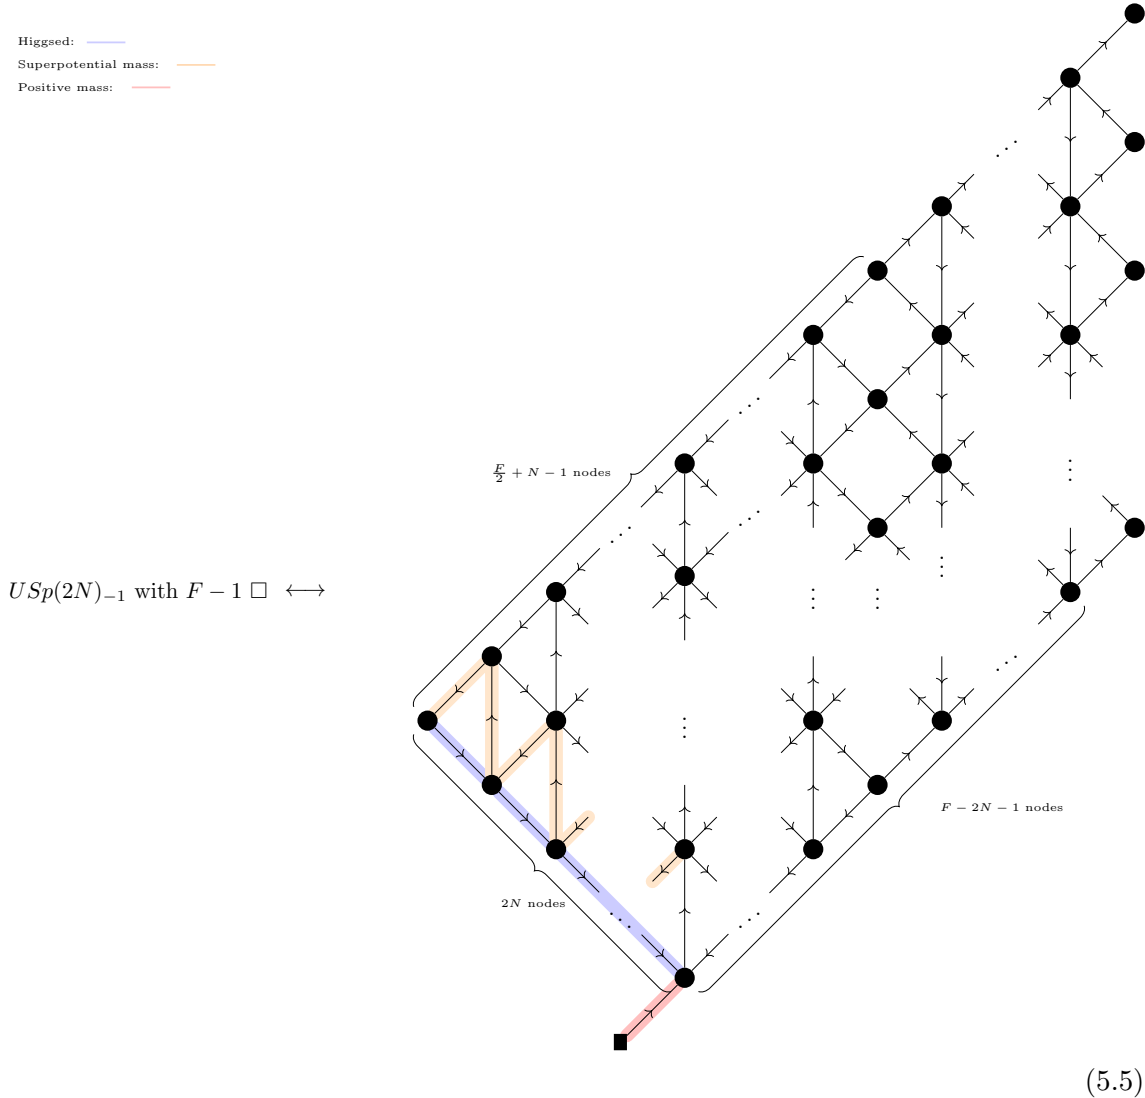 Higgsed:
Superpotential mass:
Positive mass:
F/2 + N − 1 nodes
USp(2N)₋₁ with F − 1 □ ⟷
F − 2N − 1 nodes
2N nodes
(5.5)